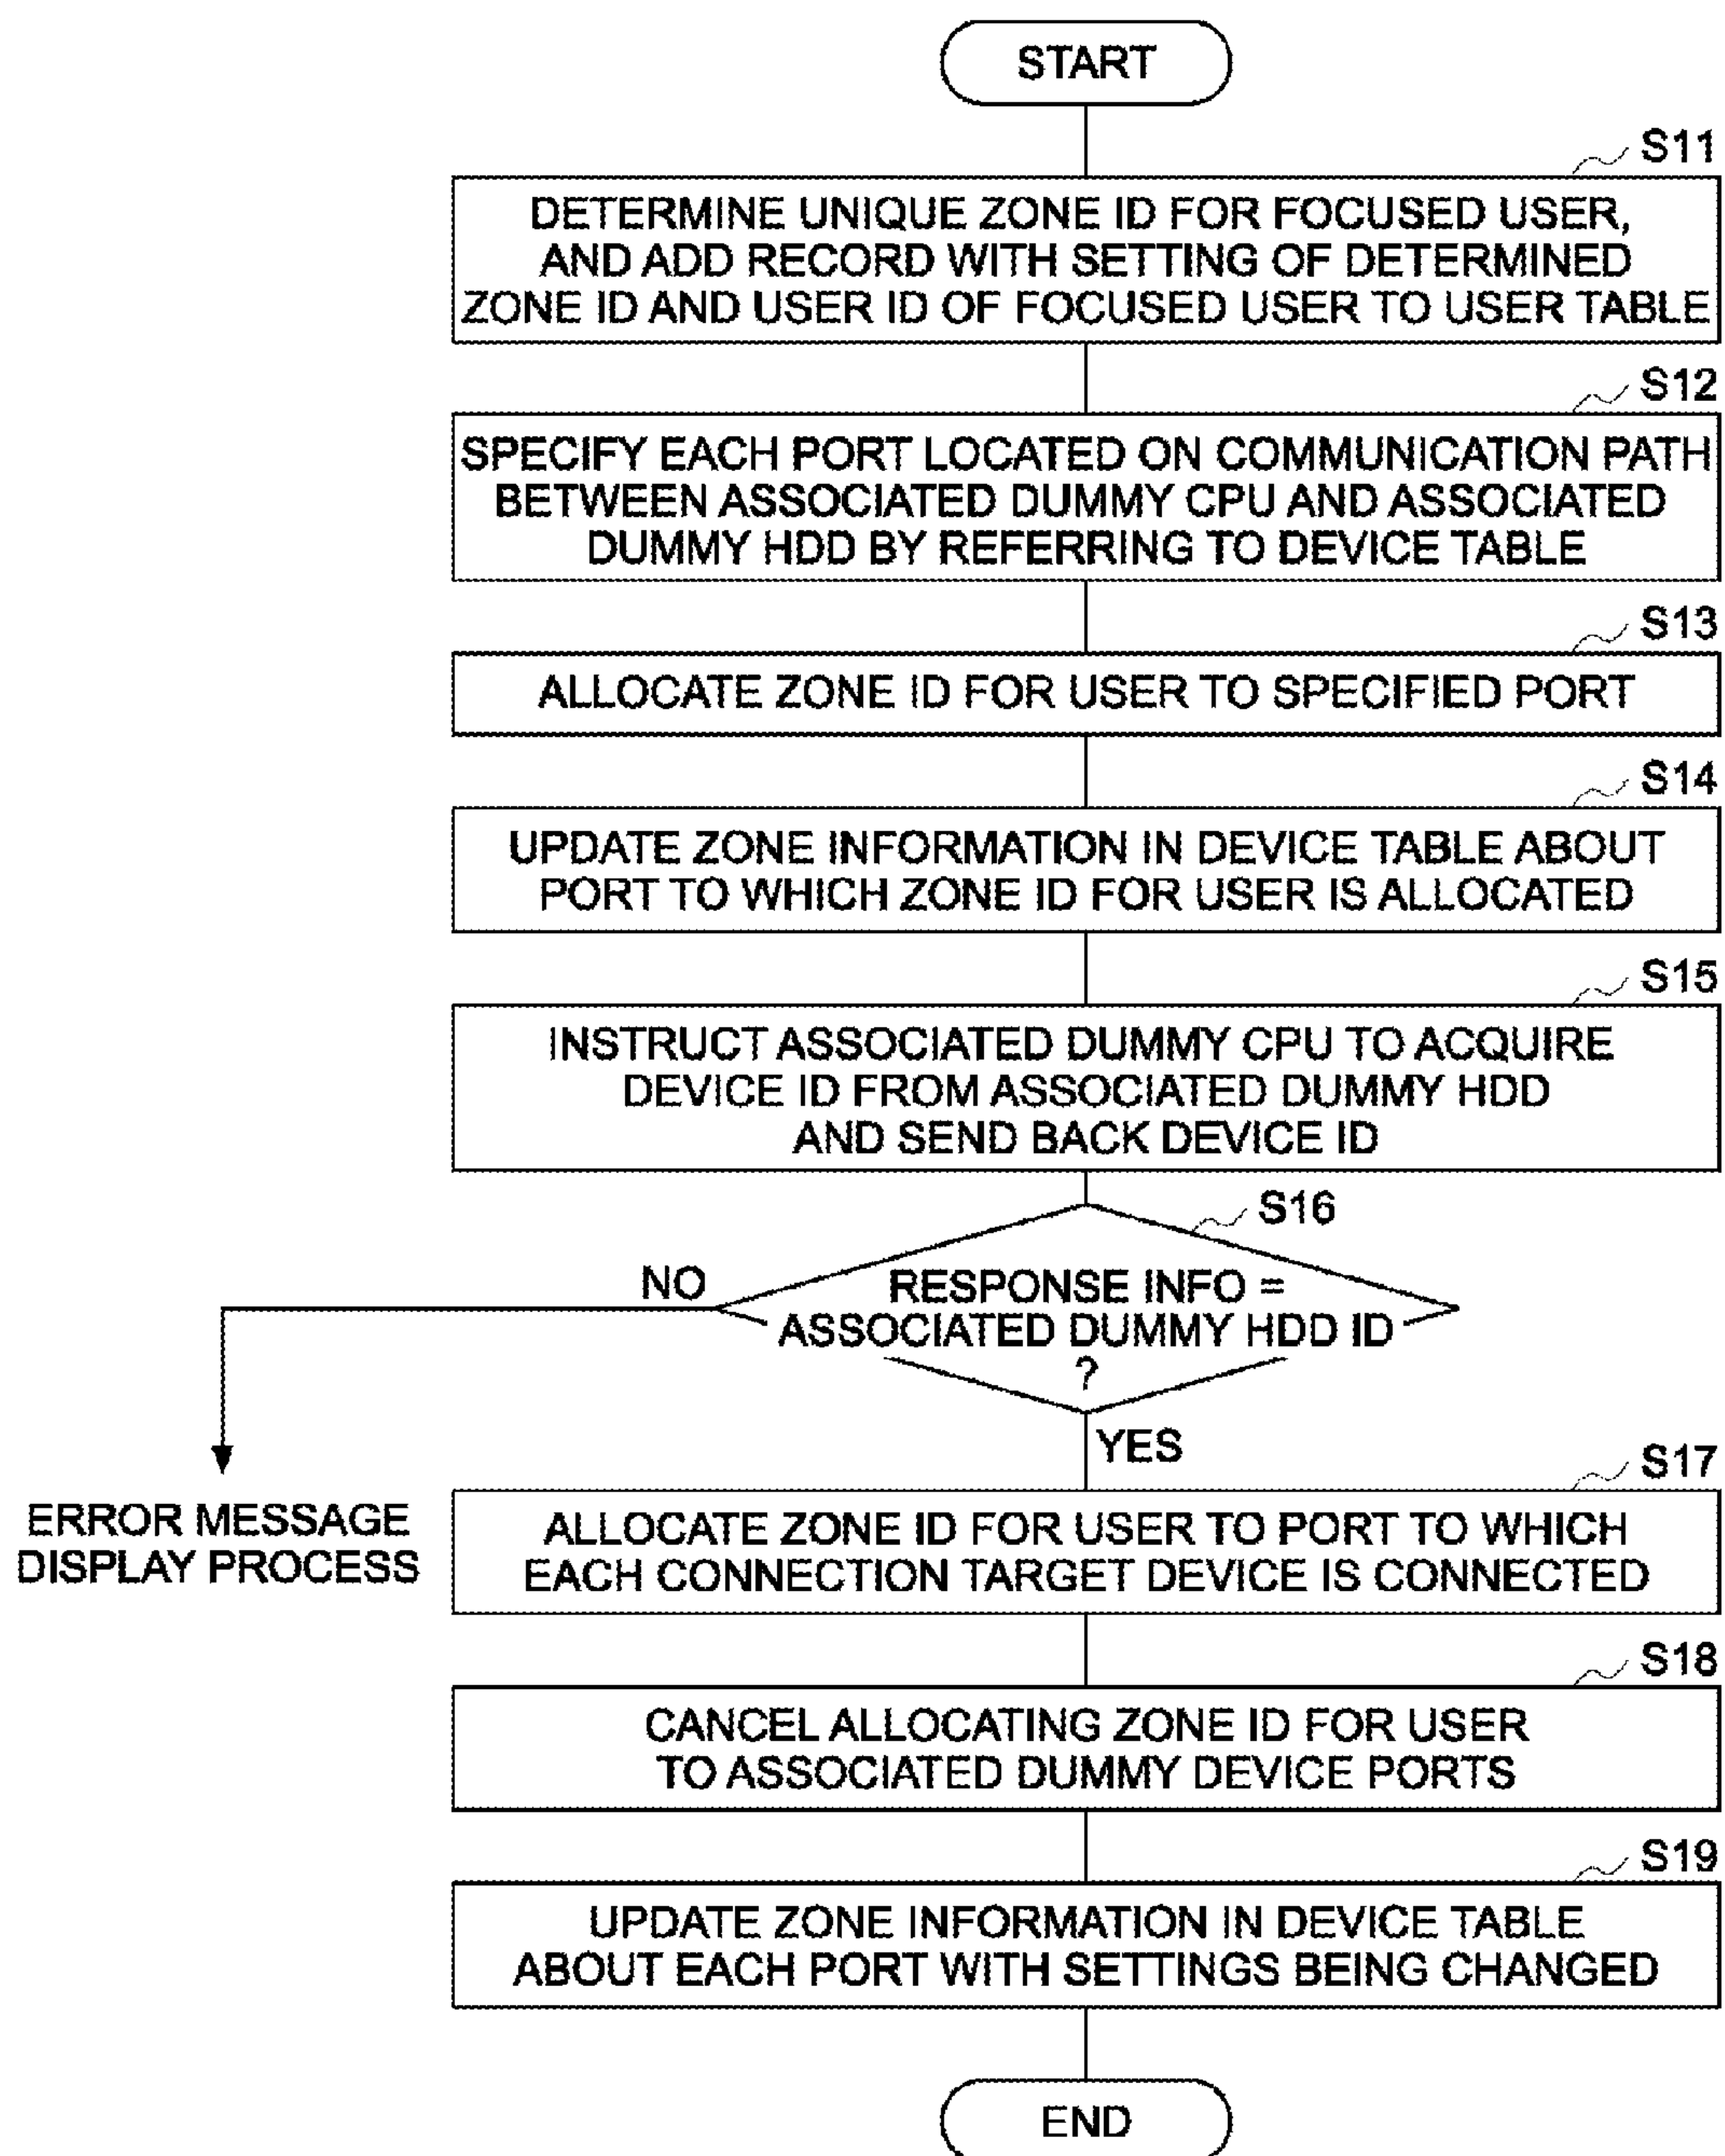 START
S11
DETERMINE UNIQUE ZONE ID FOR FOCUSED USER,
AND ADD RECORD WITH SETTING OF DETERMINED
ZONE ID AND USER ID OF FOCUSED USER TO USER TABLE
S12
SPECIFY EACH PORT LOCATED ON COMMUNICATION PATH
BETWEEN ASSOCIATED DUMMY CPU AND ASSOCIATED
DUMMY HDD BY REFERRING TO DEVICE TABLE
S13
ALLOCATE ZONE ID FOR USER TO SPECIFIED PORT
S14
UPDATE ZONE INFORMATION IN DEVICE TABLE ABOUT
PORT TO WHICH ZONE ID FOR USER IS ALLOCATED
S15
INSTRUCT ASSOCIATED DUMMY CPU TO ACQUIRE
DEVICE ID FROM ASSOCIATED DUMMY HDD
AND SEND BACK DEVICE ID
S16
NO
RESPONSE INFO =
ASSOCIATED DUMMY HDD ID
?
YES
ERROR MESSAGE
DISPLAY PROCESS
S17
ALLOCATE ZONE ID FOR USER TO PORT TO WHICH
EACH CONNECTION TARGET DEVICE IS CONNECTED
S18
CANCEL ALLOCATING ZONE ID FOR USER
TO ASSOCIATED DUMMY DEVICE PORTS
S19
UPDATE ZONE INFORMATION IN DEVICE TABLE
ABOUT EACH PORT WITH SETTINGS BEING CHANGED
END